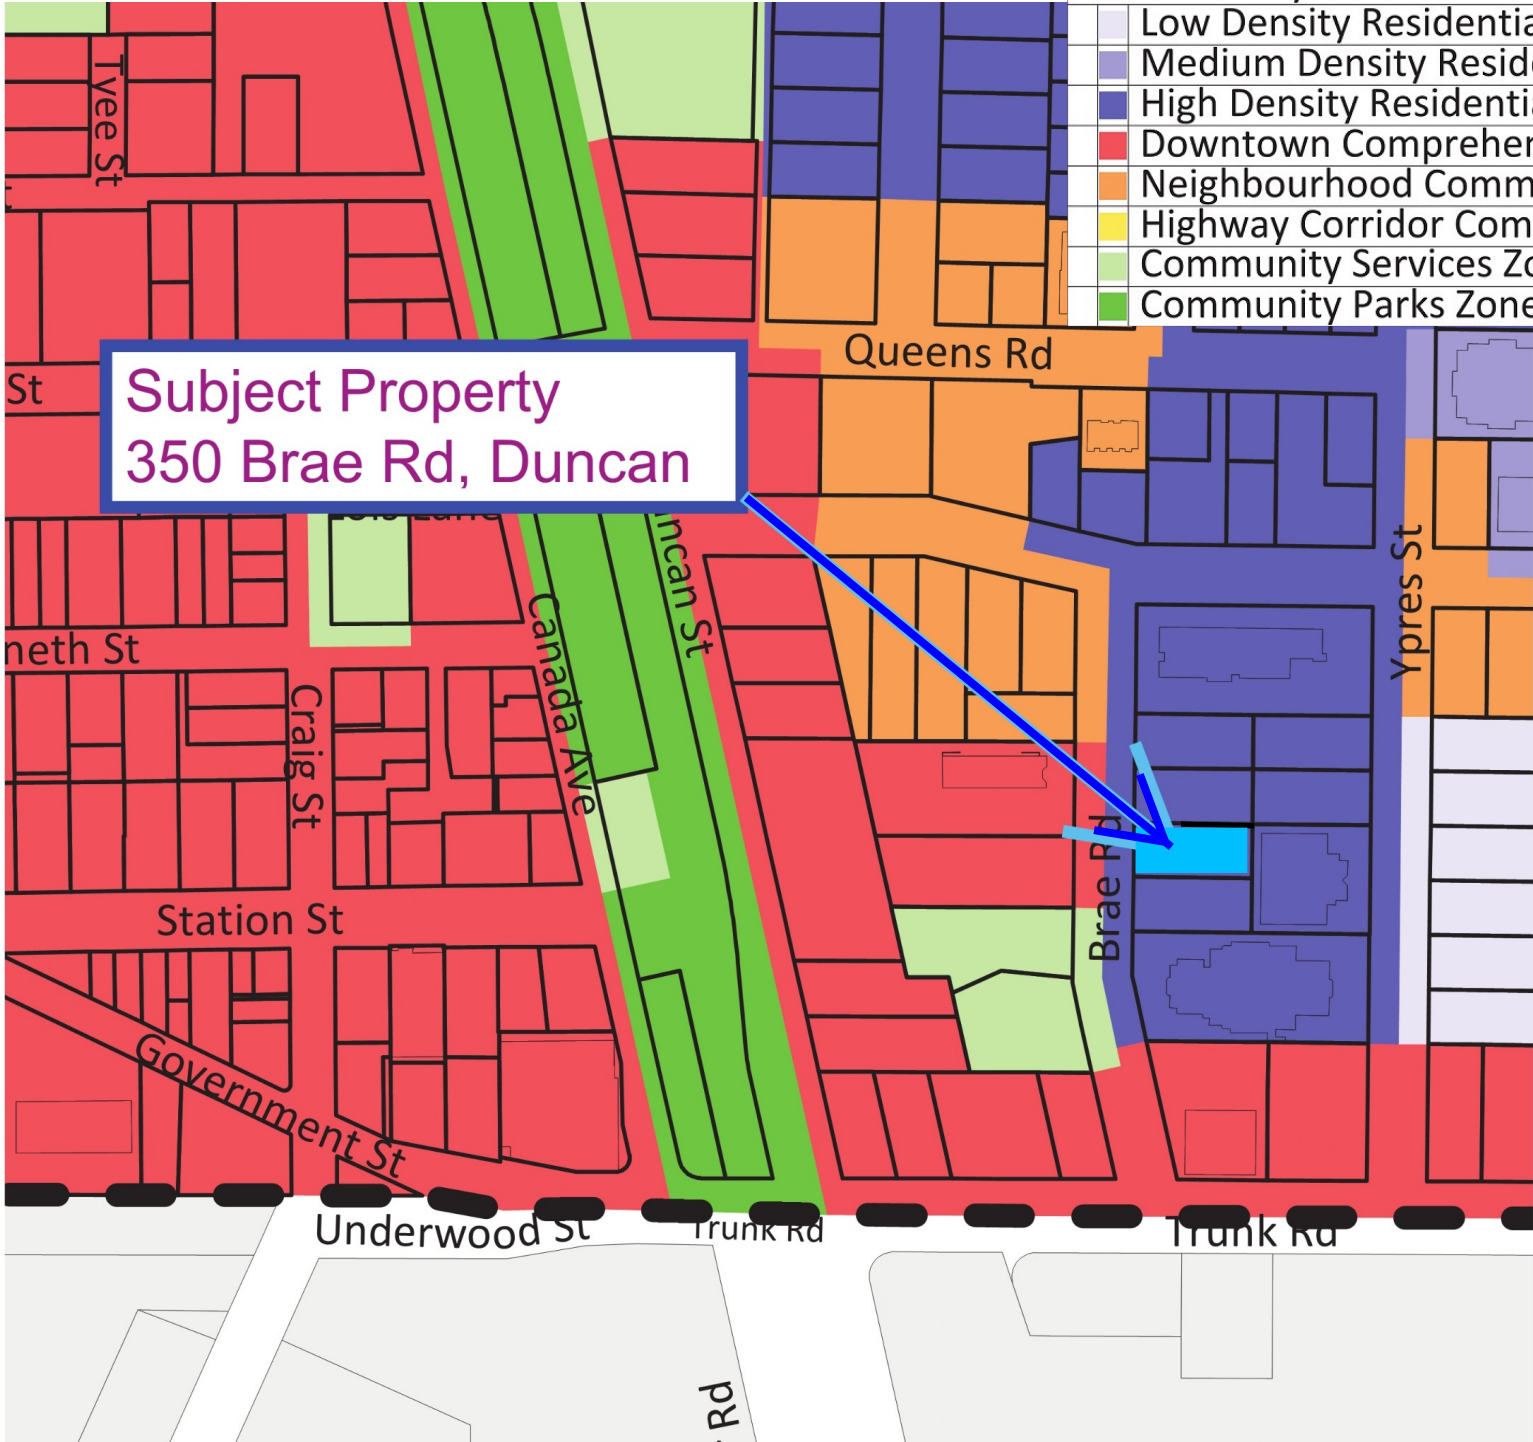 Low Density Residentia
Medium Density Reside
High Density Residentia
Downtown Comprehen
Neighbourhood Comm
Highway Corridor Com
Community Services Zo
Community Parks Zone
Tyee St
Queens Rd
St
Subject Property
350 Brae Rd, Duncan
ncan St
Canada Ave
neth St
Craig St
Ypres St
Brae Rd
Station St
Government St
Underwood St
Trunk Rd
Trunk Rd
Rd